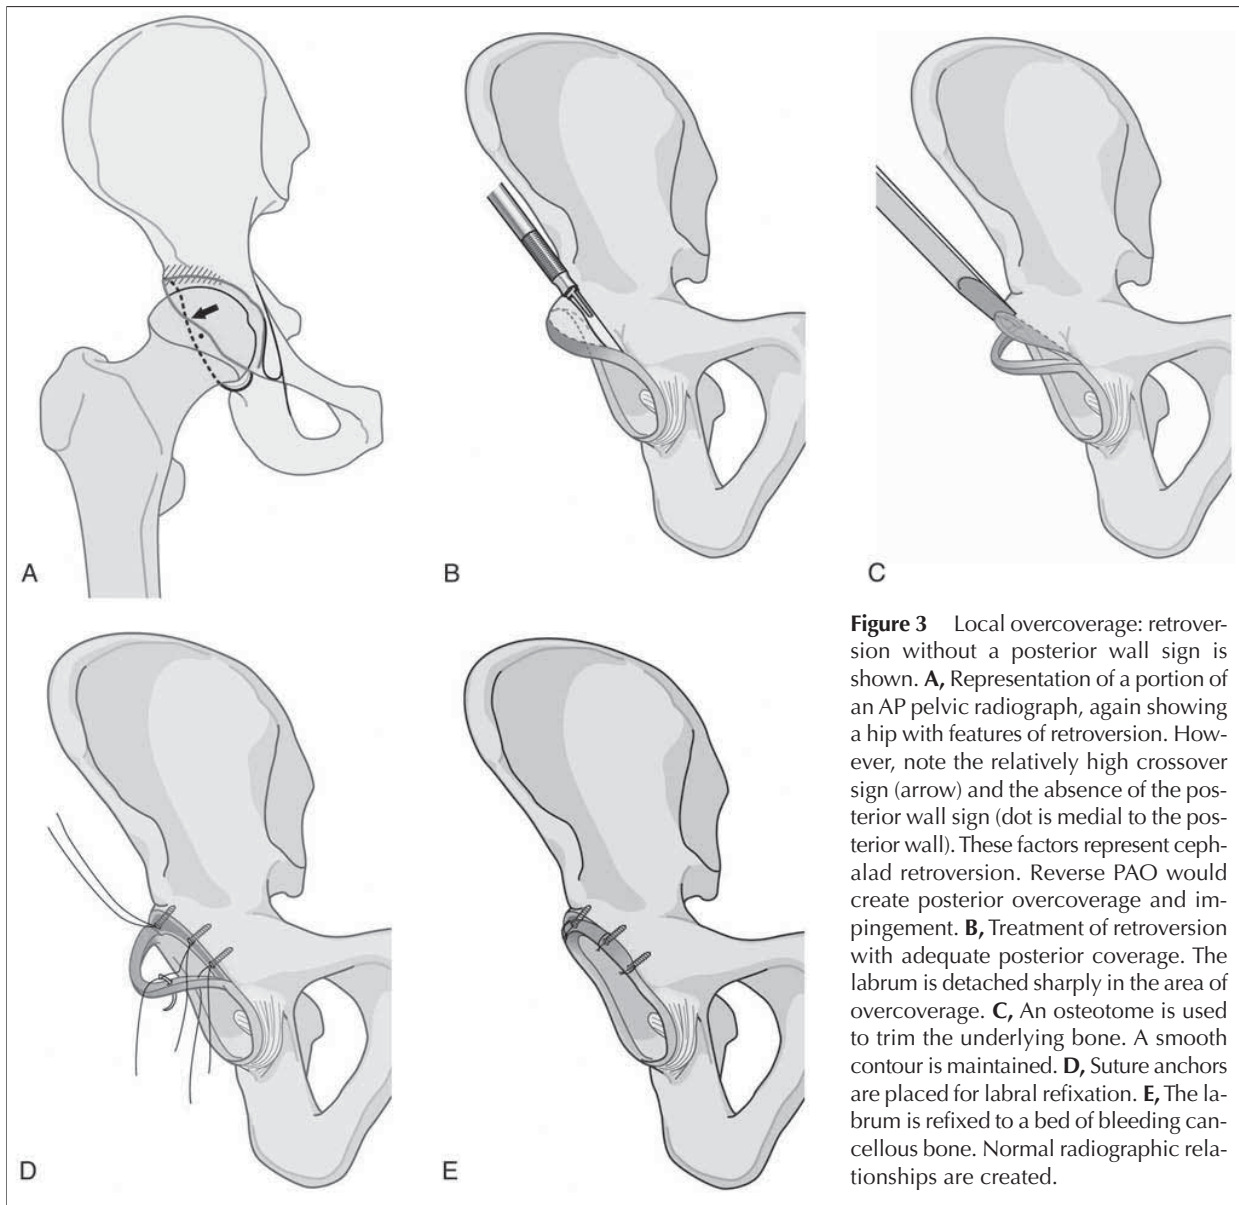 A
B
C
D
E
Figure 3 Local overcoverage: retrover-
sion without a posterior wall sign is
shown. A, Representation of a portion of
an AP pelvic radiograph, again showing
a hip with features of retroversion. How-
ever, note the relatively high crossover
sign (arrow) and the absence of the pos-
terior wall sign (dot is medial to the pos-
terior wall). These factors represent ceph-
alad retroversion. Reverse PAO would
create posterior overcoverage and im-
pingement. B, Treatment of retroversion
with adequate posterior coverage. The
labrum is detached sharply in the area of
overcoverage. C, An osteotome is used
to trim the underlying bone. A smooth
contour is maintained. D, Suture anchors
are placed for labral refixation. E, The la-
brum is refixed to a bed of bleeding can-
cellous bone. Normal radiographic rela-
tionships are created.